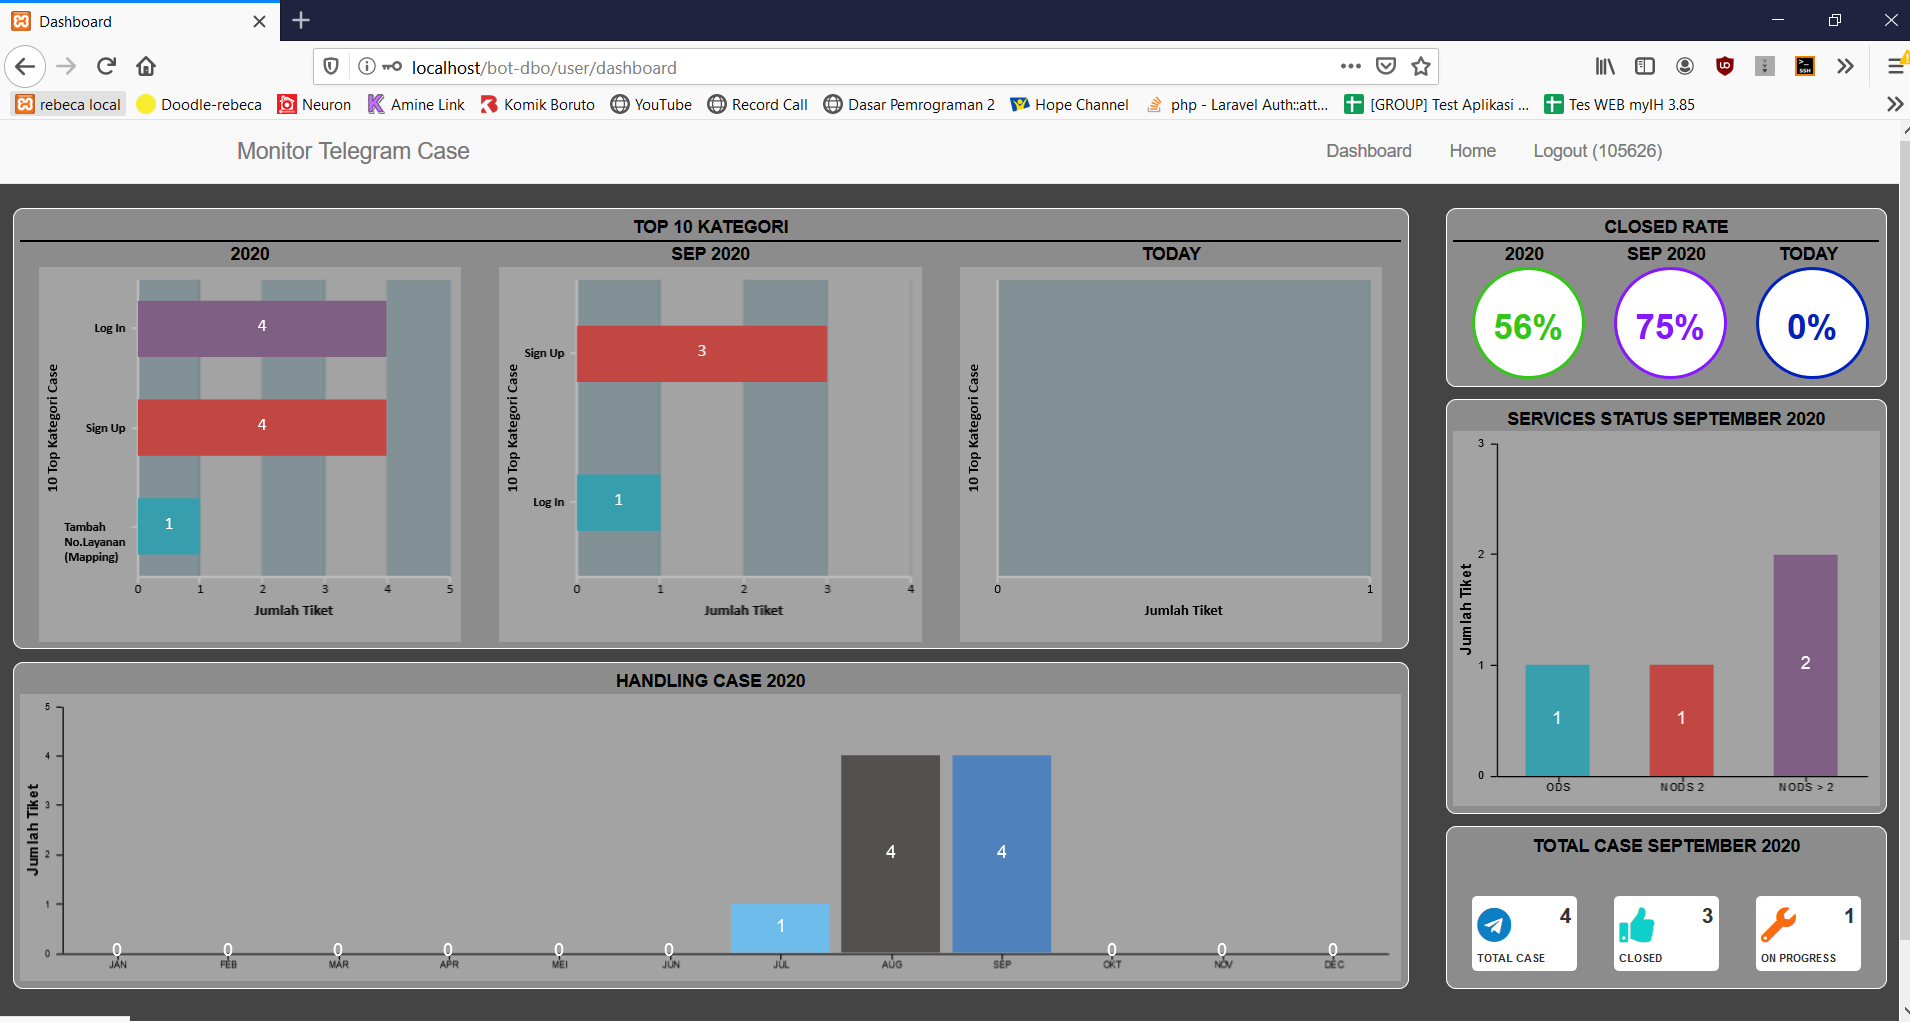 Dashboard
localhost/bot-dbo/user/dashboard
rebeca local Doodle-rebeca Neuron Amine Link Komik Boruto YouTube Record Call Dasar Pemrograman 2 Hope Channel php - Laravel Auth::att... [GROUP] Test Aplikasi ... Tes WEB myIH 3.85
Monitor Telegram Case Dashboard Home Logout (105626)
TOP 10 KATEGORI
2020 SEP 2020 TODAY
10 Top Kategori Case
Log In 4
Sign Up 4
Tambah
No.Layanan
(Mapping)
1
0 1 2 3 4 5
Jumlah Tiket
10 Top Kategori Case
Sign Up 3
Log In 1
0 1 2 3 4
Jumlah Tiket
10 Top Kategori Case
0 1
Jumlah Tiket
CLOSED RATE
2020 SEP 2020 TODAY
56% 75% 0%
SERVICES STATUS SEPTEMBER 2020
Jumlah Tiket
3
2
1
0
1 1 2
ODS NODS 2 NODS > 2
HANDLING CASE 2020
Jumlah Tiket
5
4
3
2
1
0
0 0 0 0 0 0 1 4 4 0 0 0
JAN FEB MAR APR MEI JUN JUL AUG SEP OKT NOV DEC
TOTAL CASE SEPTEMBER 2020
4 3 1
TOTAL CASE CLOSED ON PROGRESS